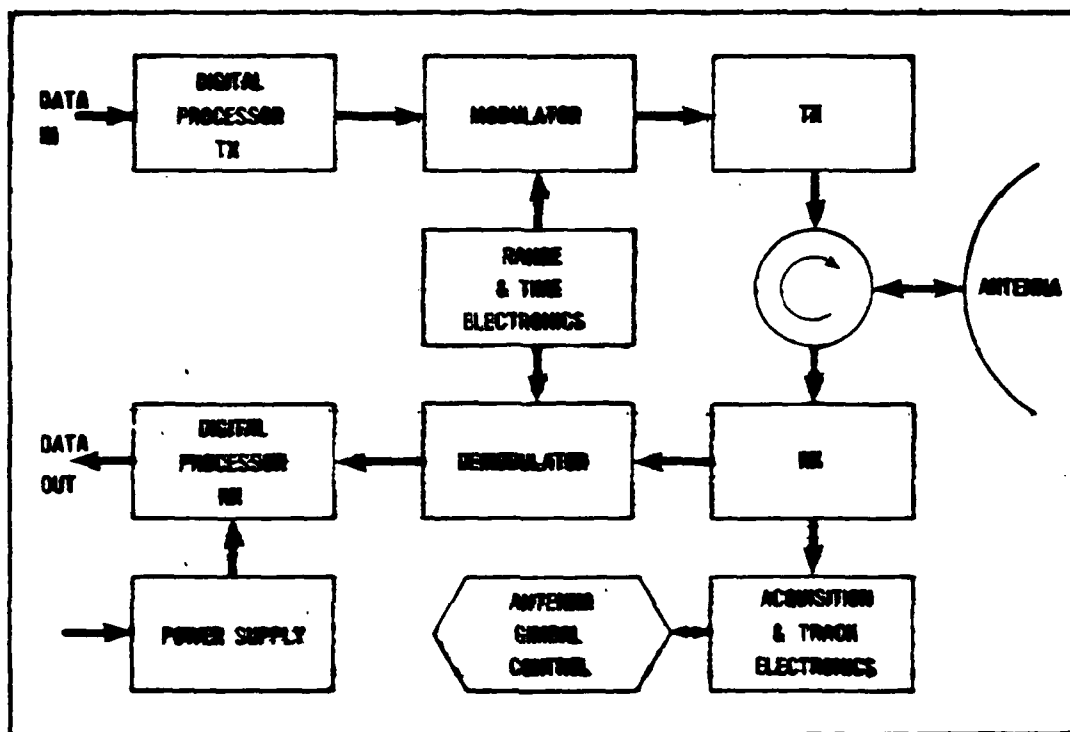 DIGITAL
DATA
PROCESSOR
MODULATOR
TX
IN
TX
RANGE
& TIME
ANTENNA
ELECTRONICS
DIGITAL
DATA
PROCESSOR
DEMODULATOR
RX
OUT
RX
ANTENNA
ACQUISITION
POWER SUPPLY
GIMBAL
& TRACK
CONTROL
ELECTRONICS